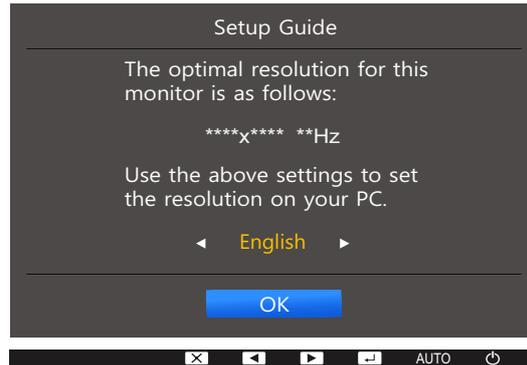 Setup Guide
The optimal resolution for this
monitor is as follows:
****x**** **Hz
Use the above settings to set
the resolution on your PC.
English
OK
AUTO